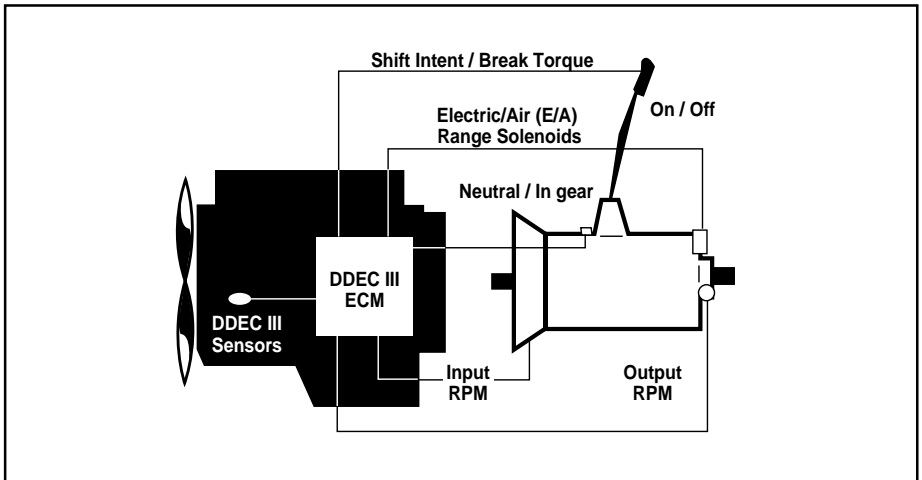 Shift Intent / Break Torque
On / Off
Electric/Air (E/A)
Range Solenoids
Neutral / In gear
DDEC III
ECM
DDEC III
Sensors
Input
RPM
Output
RPM